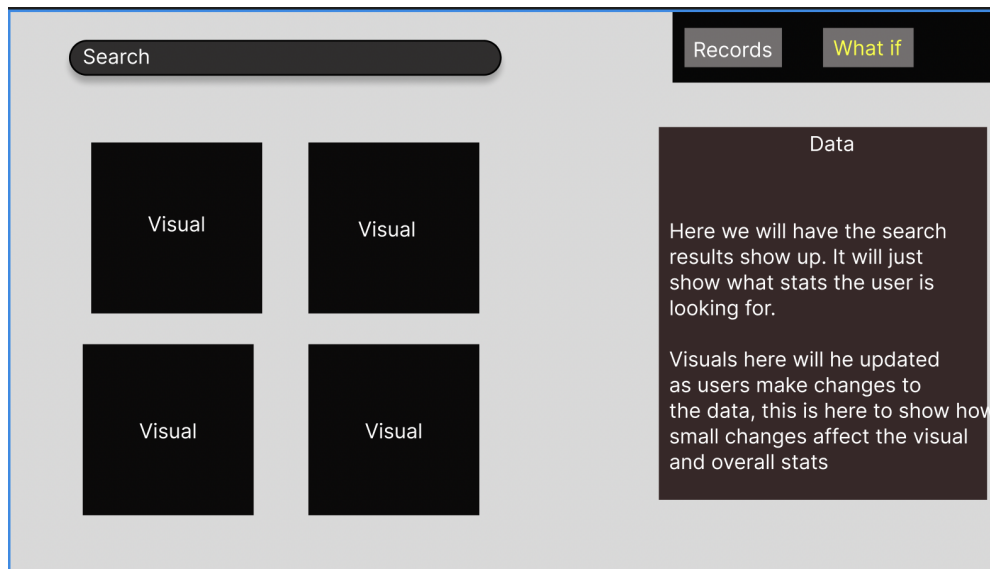 Search
Records
What if
Visual
Visual
Visual
Visual
Data
Here we will have the search
results show up. It will just
show what stats the user is
looking for.
Visuals here will he updated
as users make changes to
the data, this is here to show how
small changes affect the visual
and overall stats